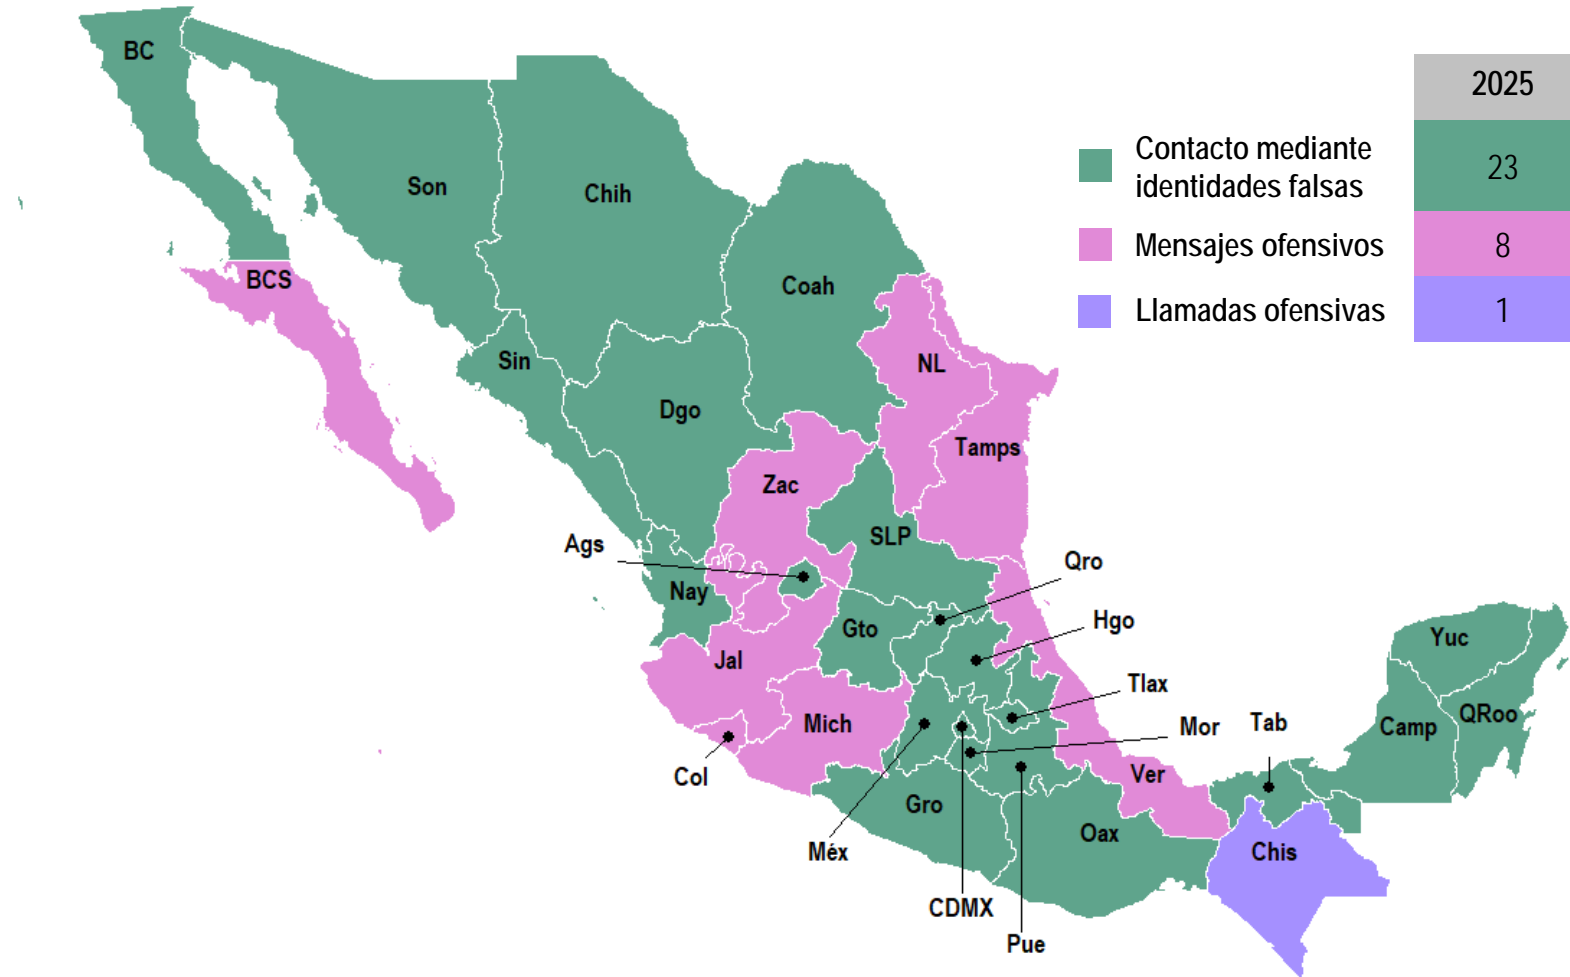 BC
2025
Contacto mediante
identidades falsas
23
Son
Chih
Mensajes ofensivos
8
BCS
Coah
Llamadas ofensivas
1
Sin
NL
Dgo
Tamps
Zac
SLP
Ags
Qro
Nay
Hgo
Gto
Yuc
Jal
Tlax
QRoo
Mich
Mor
Tab
Camp
Col
Ver
Gro
Oax
Méx
Chis
CDMX
Pue